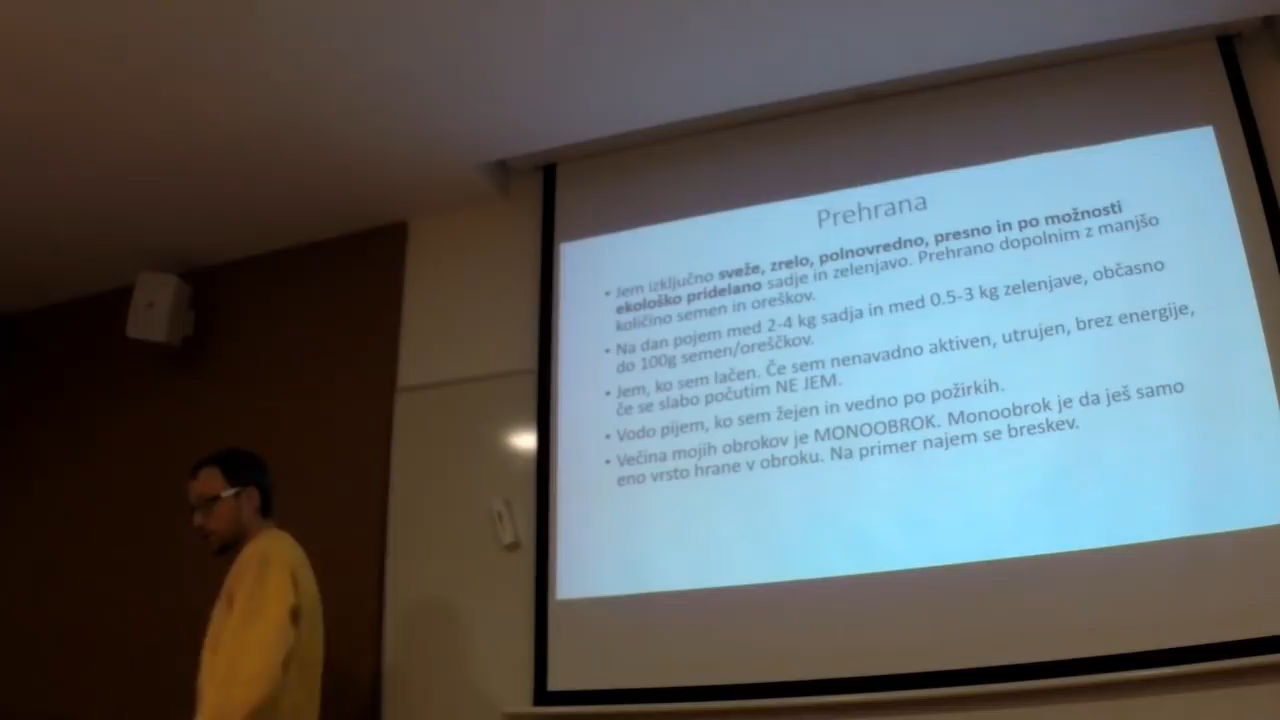 Prehrana
• Jem izključno sveže, zrelo, polnovredno, presno in po možnosti
ekološko pridelano sadje in zelenjavo. Prehrano dopolnim z manjšo
količino semen in oreškov.
• Na dan pojem med 2-4 kg sadja in med 0.5-3 kg zelenjave, občasno
do 100g semen/oreščkov.
• Jem, ko sem lačen. Če sem nenavadno aktiven, utrujen, brez energije,
če se slabo počutim NE JEM.
• Vodo pijem, ko sem žejen in vedno po požirkih.
• Večina mojih obrokov je MONOOBROK. Monoobrok je da ješ samo
eno vrsto hrane v obroku. Na primer najem se breskev.